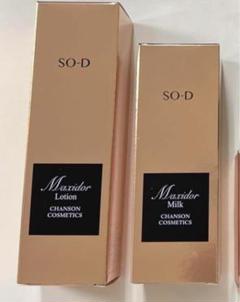 SO-D
Maxidor
Lotion
CHANSON
COSMETICS
SO-D
Maxidor
Milk
CHANSON
COSMETICS